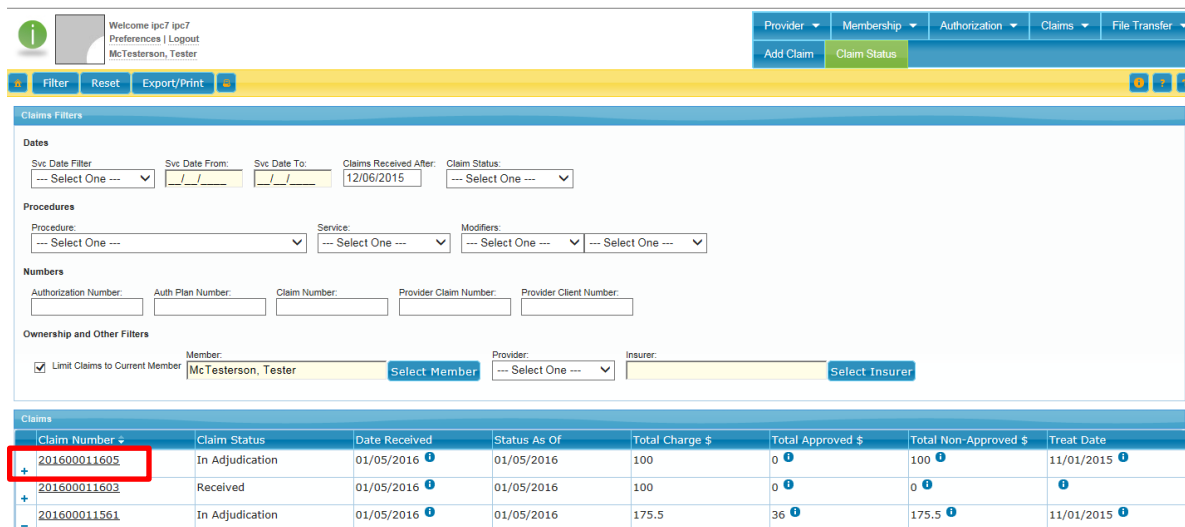 Welcome ipc7 ipc7
Preferences | Logout
McTesterson, Tester
Provider Membership Authorization Claims File Transfer
Add Claim Claim Status
Filter Reset Export/Print
Claims Filters
Dates
Svc Date Filter Svc Date From: Svc Date To: Claims Received After: Claim Status:
--- Select One --- __/__/____ __/__/____ 12/06/2015 --- Select One ---
Procedures
Procedure: Service: Modifiers:
--- Select One --- --- Select One --- --- Select One --- --- Select One ---
Numbers
Authorization Number: Auth Plan Number: Claim Number: Provider Claim Number: Provider Client Number:
Ownership and Other Filters
Member: Provider: Insurer:
Limit Claims to Current Member McTesterson, Tester Select Member --- Select One --- Select Insurer
Claims
Claim Number Claim Status Date Received Status As Of Total Charge $ Total Approved $ Total Non-Approved $ Treat Date
+ 201600011605 In Adjudication 01/05/2016 01/05/2016 100 0 100 11/01/2015
+ 201600011603 Received 01/05/2016 01/05/2016 100 0 0
201600011561 In Adjudication 01/05/2016 01/05/2016 175.5 36 175.5 11/01/2015